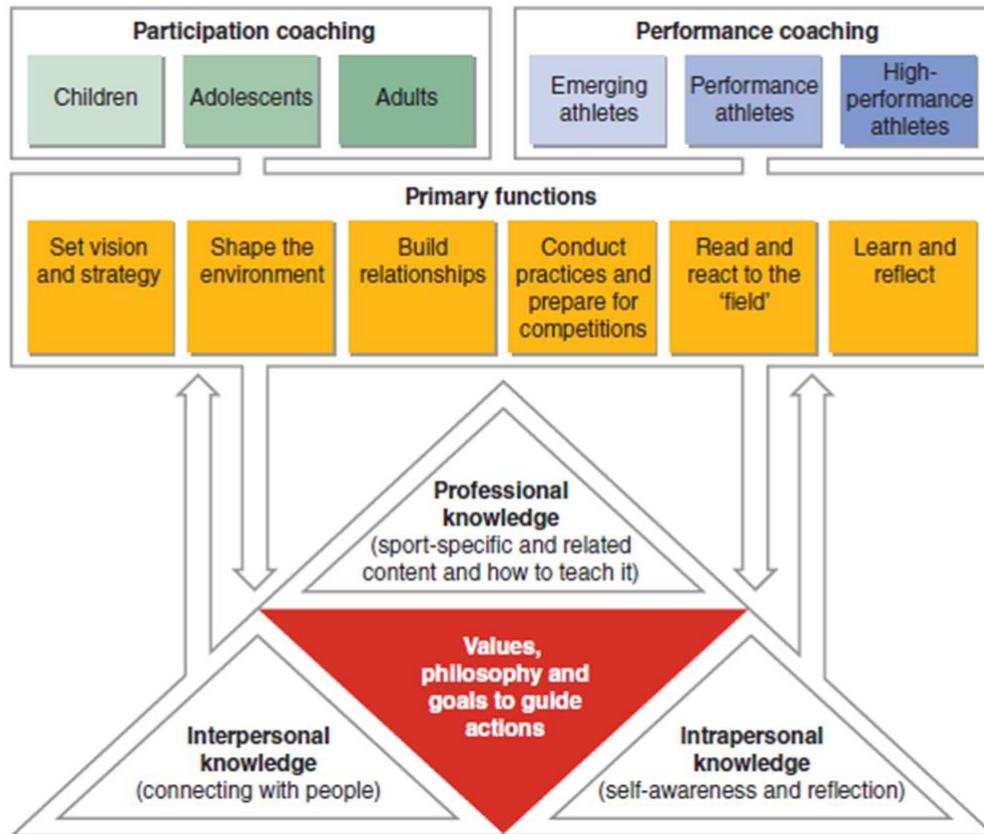 Participation coaching
Children
Adolescents
Adults
Performance coaching
Emerging
athletes
Performance
athletes
High-
performance
athletes
Primary functions
Set vision
and strategy
Shape the
environment
Build
relationships
Conduct
practices and
prepare for
competitions
Read and
react to the
‘field’
Learn and
reflect
Professional
knowledge
(sport-specific and related
content and how to teach it)
Values,
philosophy and
goals to guide
actions
Interpersonal
knowledge
(connecting with people)
Intrapersonal
knowledge
(self-awareness and reflection)